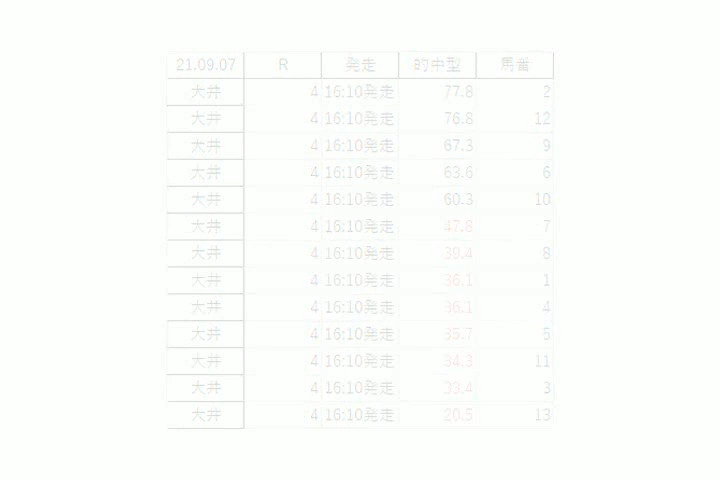 21.09.07 R 発走 的中型 馬番
大井 4 16:10発走 77.8 2
大井 4 16:10発走 76.8 12
大井 4 16:10発走 67.3 9
大井 4 16:10発走 63.6 6
大井 4 16:10発走 60.3 10
大井 4 16:10発走 47.8 7
大井 4 16:10発走 39.4 8
大井 4 16:10発走 36.1 1
大井 4 16:10発走 36.1 4
大井 4 16:10発走 35.7 5
大井 4 16:10発走 34.3 11
大井 4 16:10発走 33.4 3
大井 4 16:10発走 20.5 13